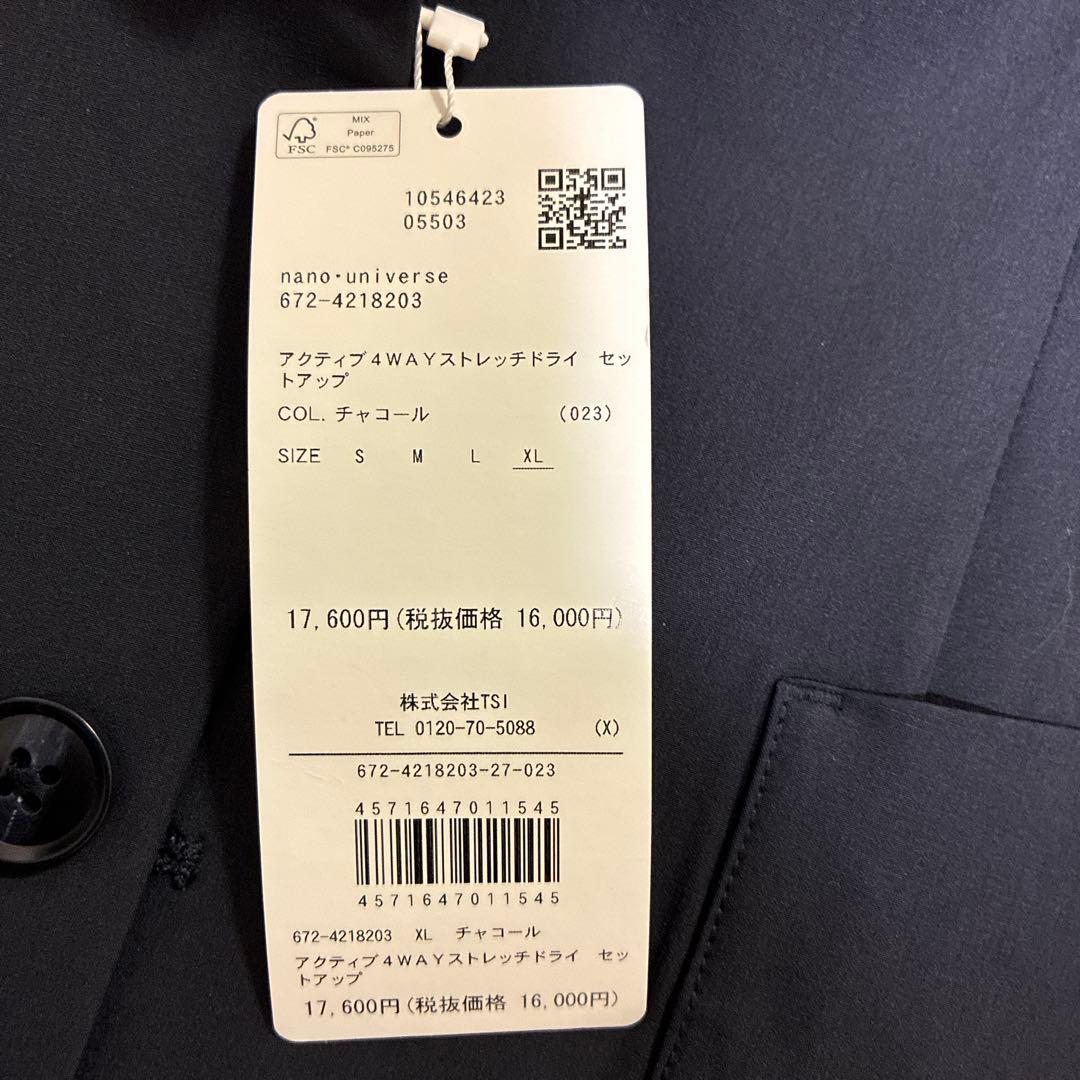 MIX
Paper
FSC® C095275
FSC
10546423
05503
nano・universe
672-4218203
アクティブ4WAYストレッチドライ　セッ
トアップ
COL. チャコール (023)
SIZE S M L XL
17,600円(税抜価格 16,000円)
株式会社TSI
TEL 0120-70-5088 (X)
672-4218203-27-023
4571647011545
4571647011545
672-4218203 XL チャコール
アクティブ4WAYストレッチドライ　セッ
トアップ
17,600円(税抜価格 16,000円)